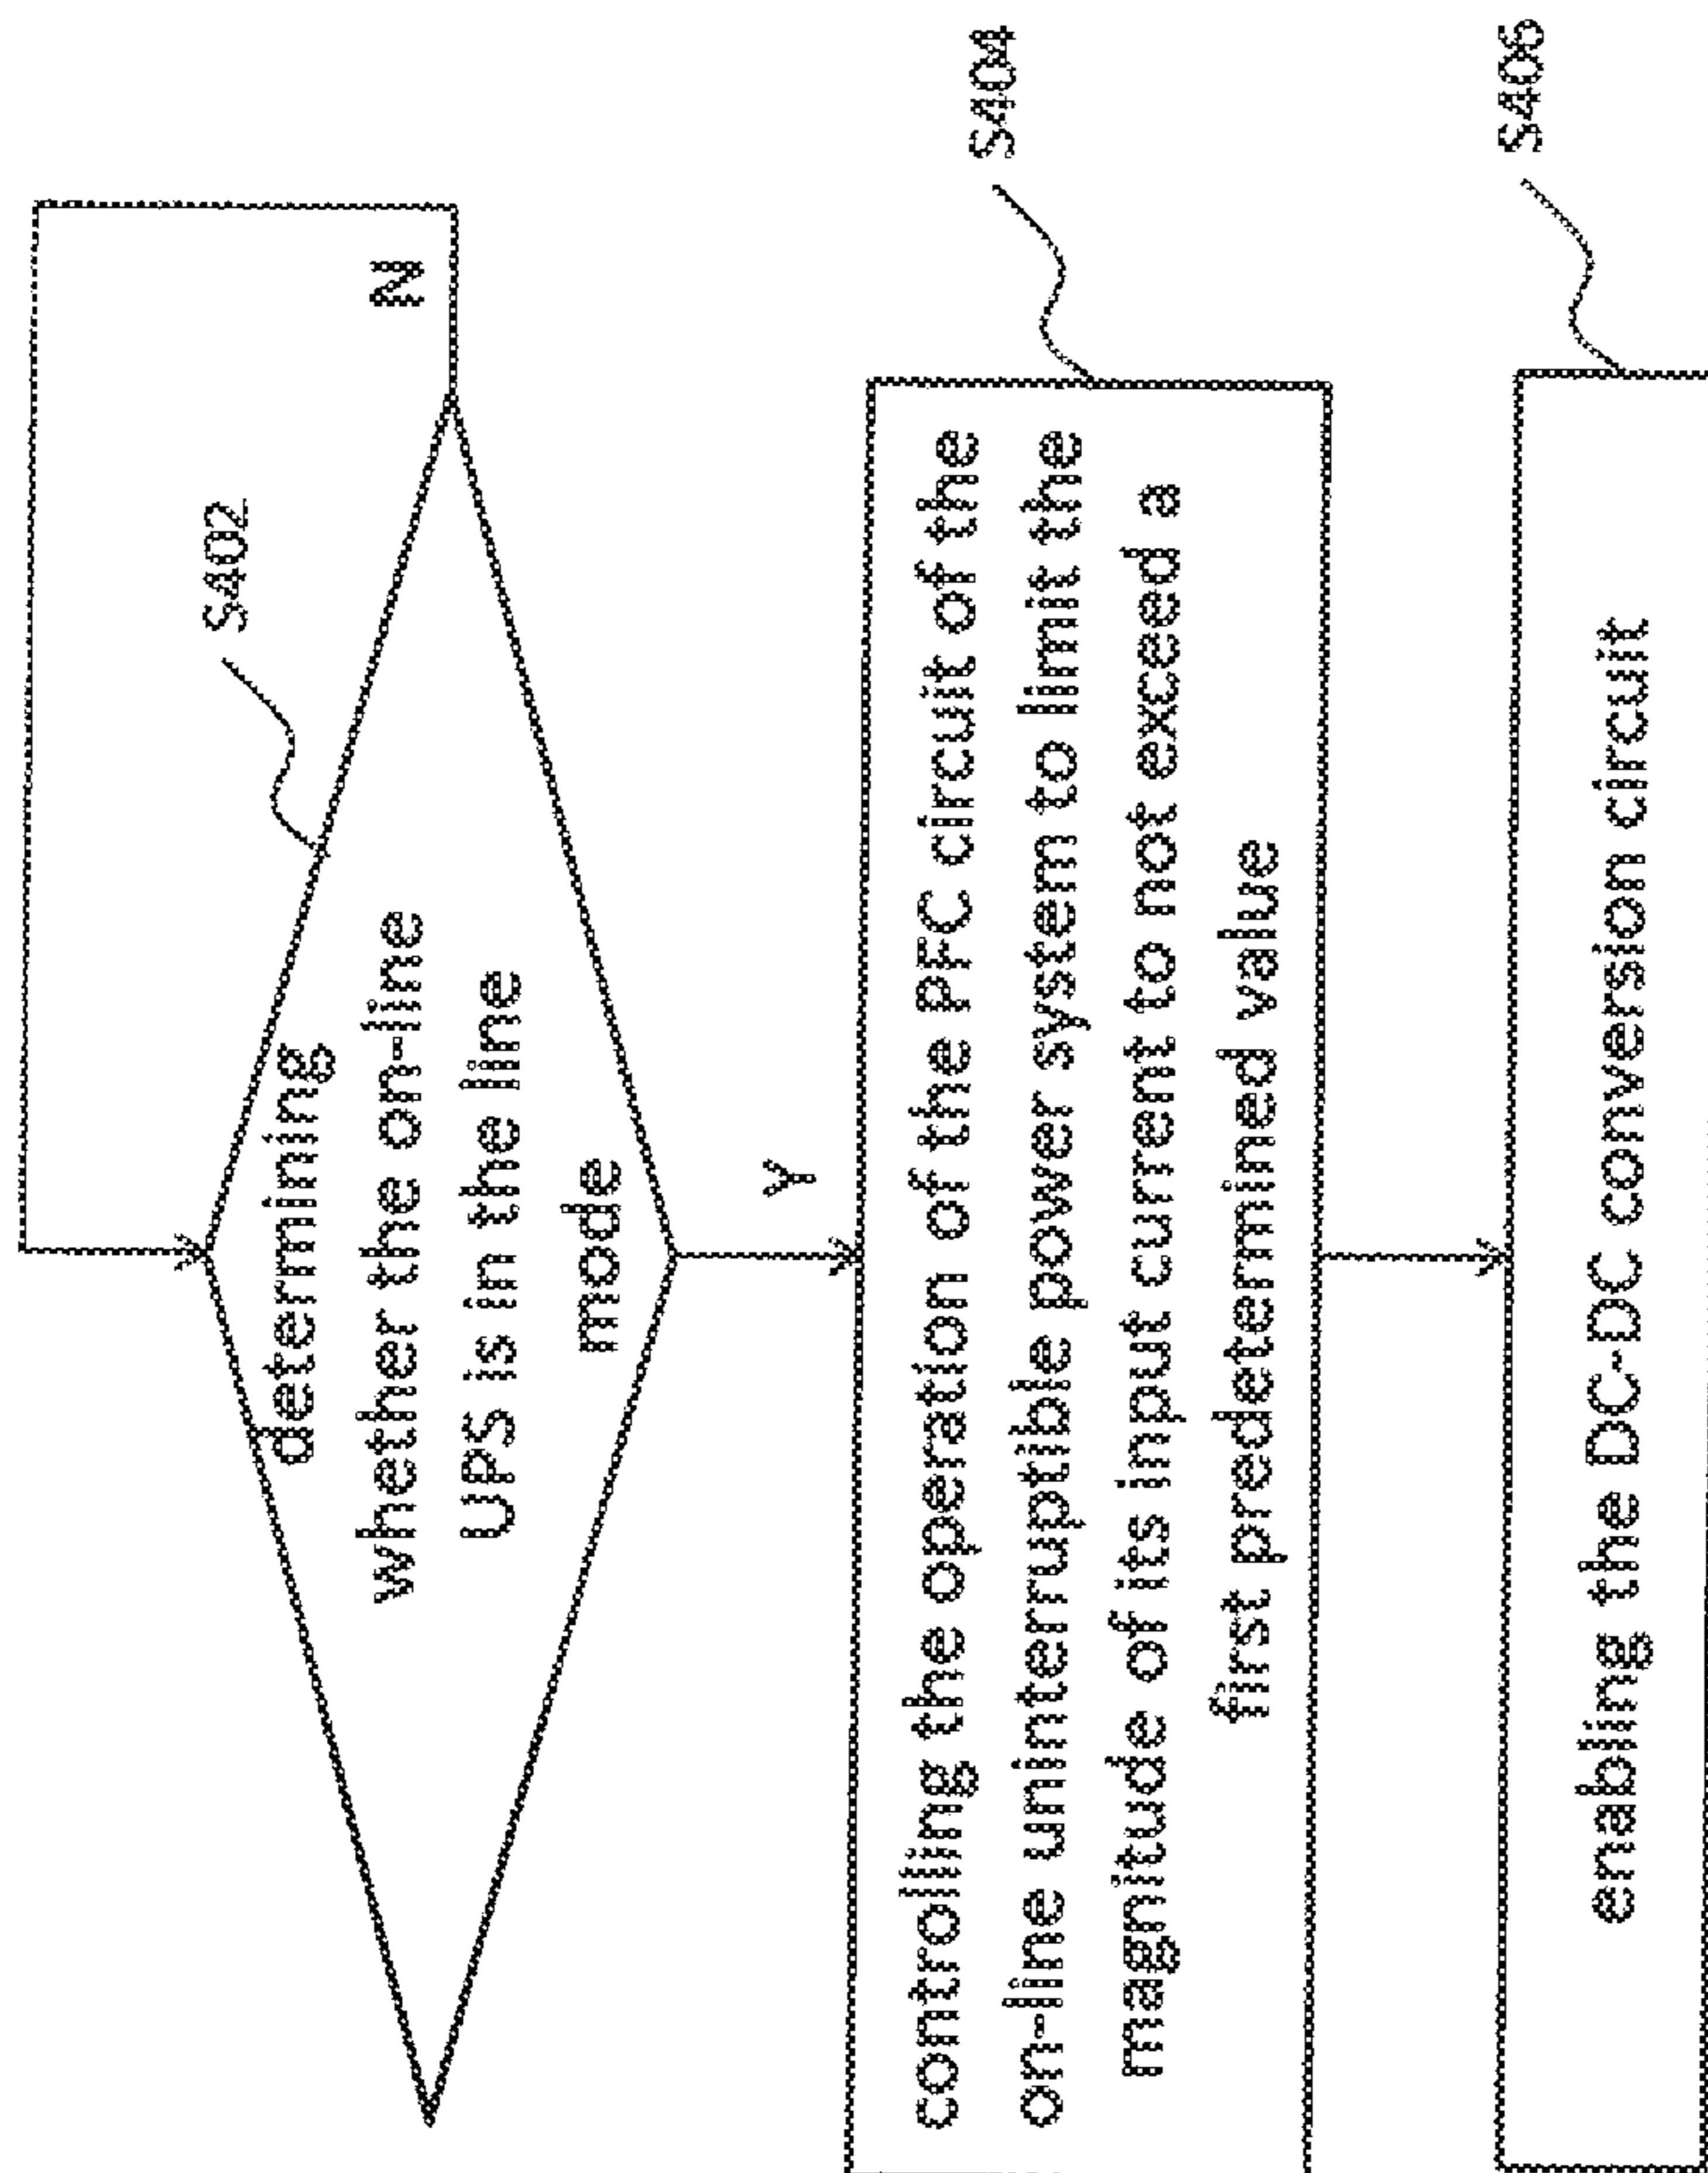 S402
determining
whether the on-line
UPS is in the line
mode
N
Y
S404
controlling the operation of the PFC circuit of the
on-line uninterruptible power system to limit the
magnitude of its input current to not exceed a
first predetermined value
S406
enabling the DC-DC conversion circuit